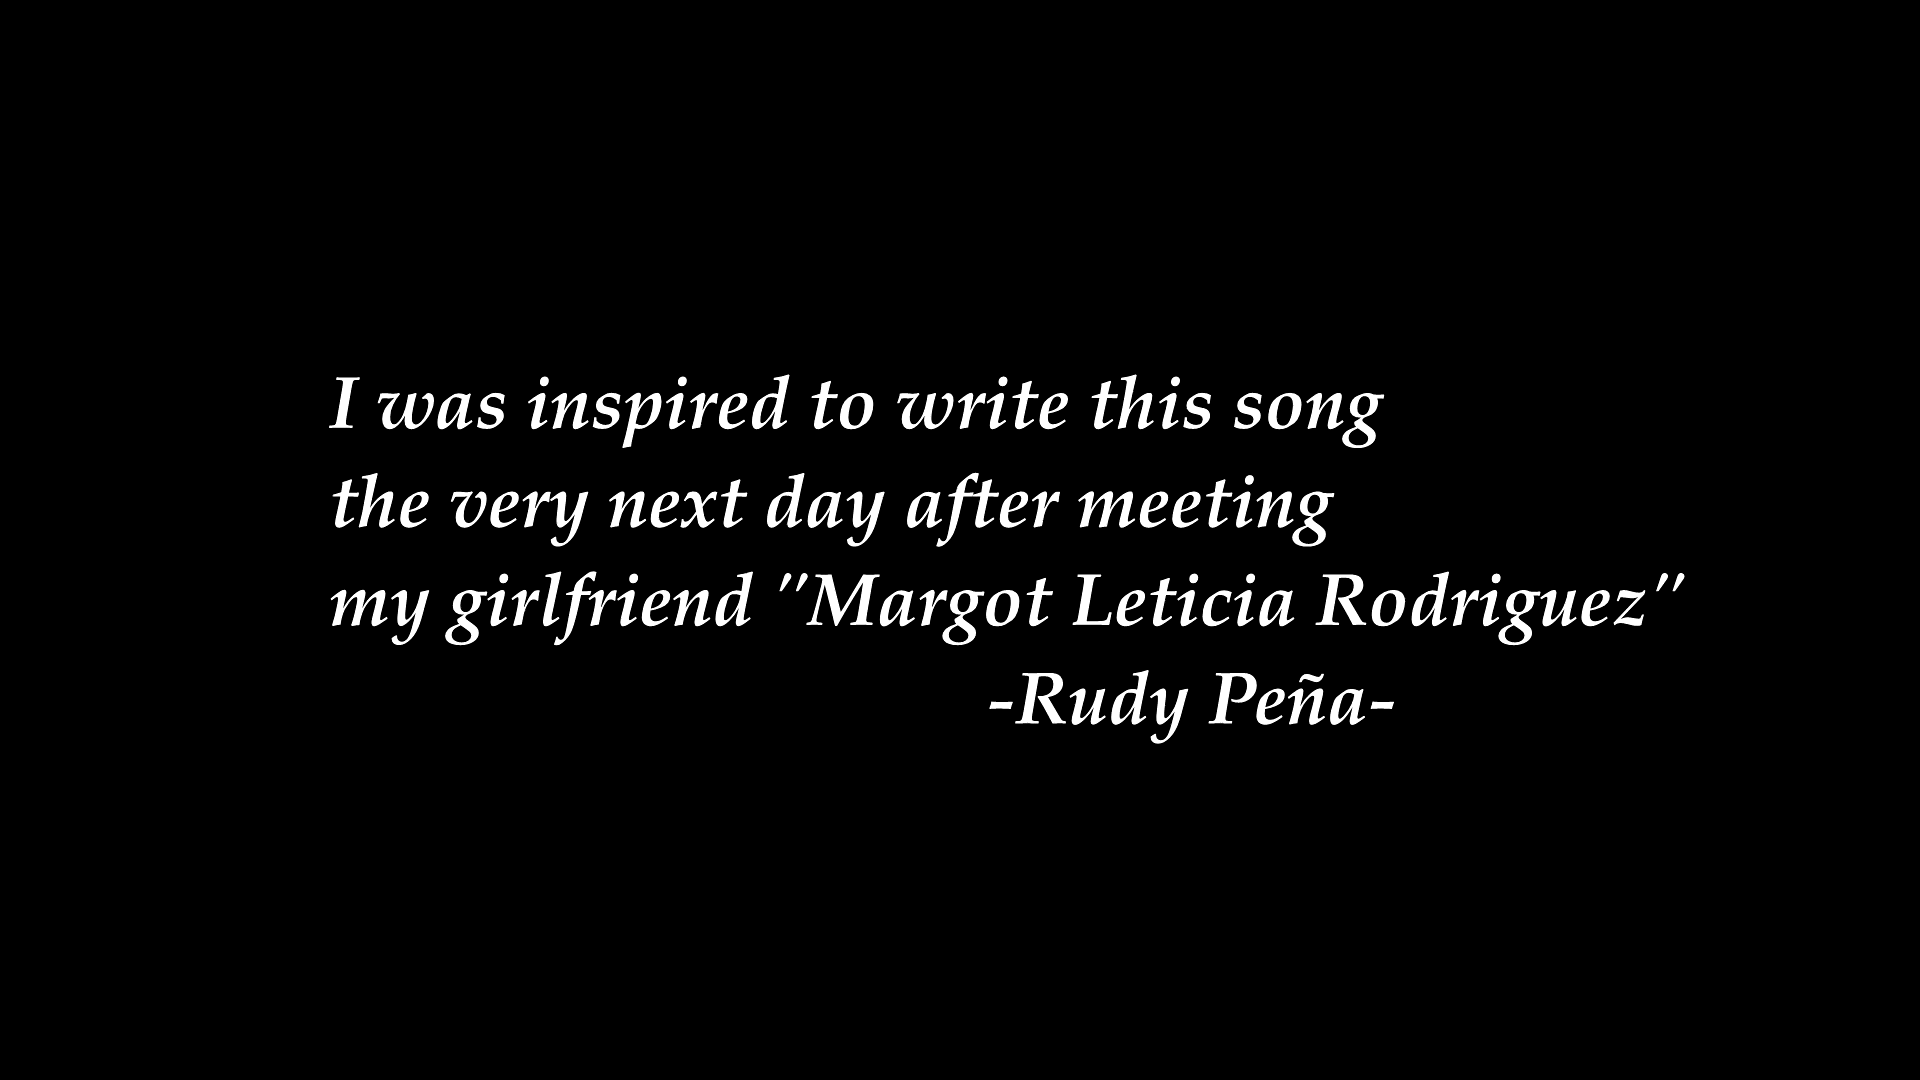 I was inspired to write this song
the very next day after meeting
my girlfriend "Margot Leticia Rodriguez"
-Rudy Peña-